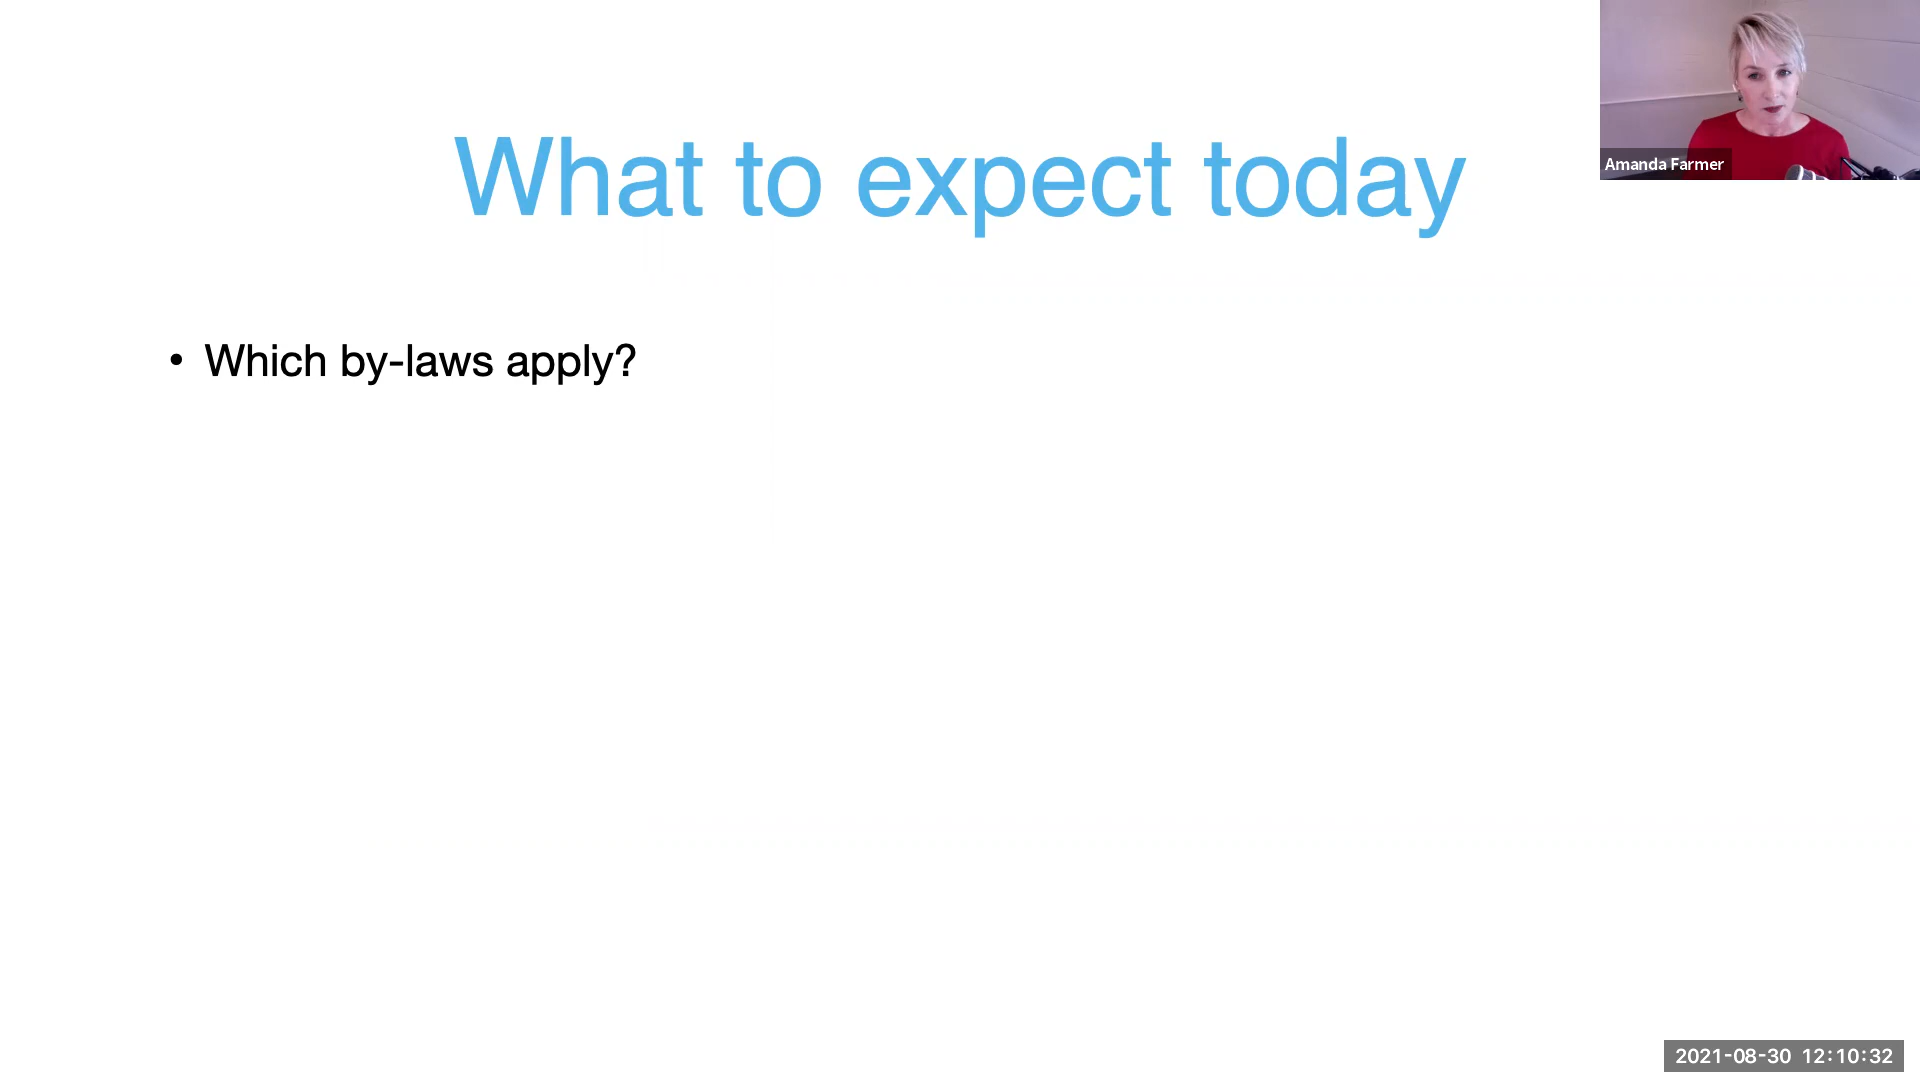 What to expect today
Amanda Farmer
• Which by-laws apply?
2021-08-30 12:10:32